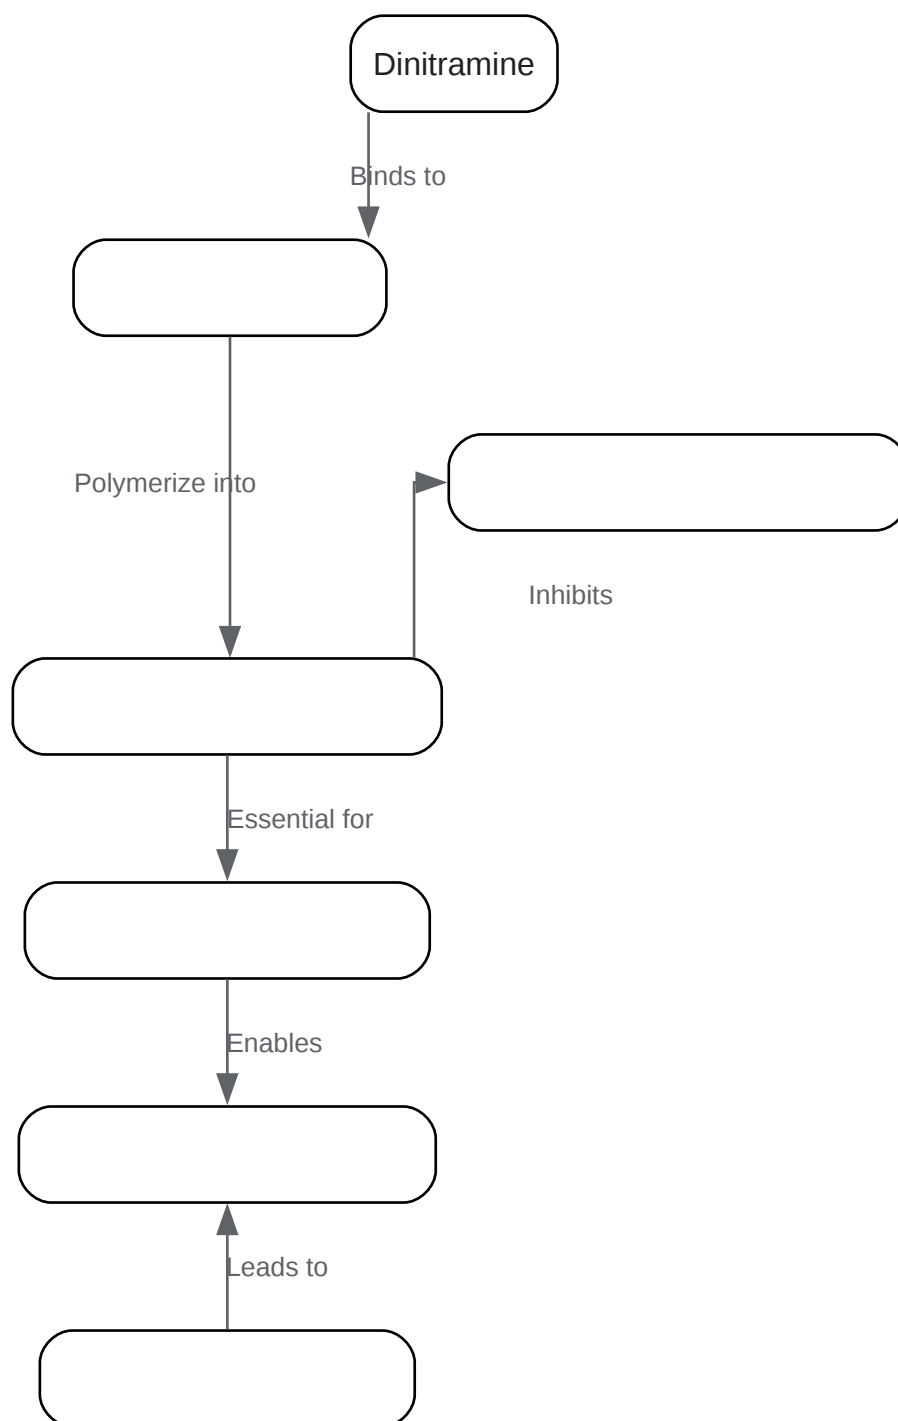 Dinitramine
Binds to
Polymerize into
Inhibits
Essential for
Enables
Leads to